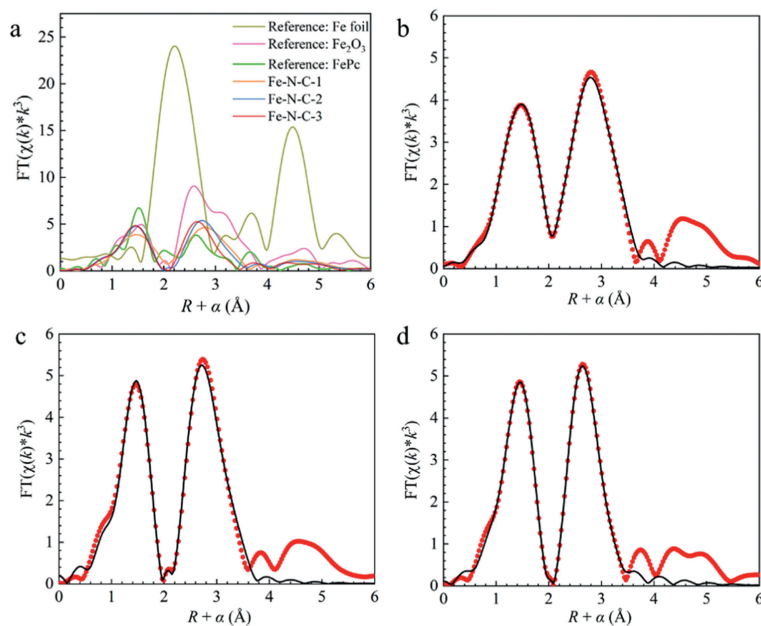 a
25
20
15
10
5
0
FT(χ(k)*k³)
Reference: Fe foil
Reference: Fe₂O₃
Reference: FePc
Fe-N-C-1
Fe-N-C-2
Fe-N-C-3
0 1 2 3 4 5 6
R + α (Å)
b
6
5
4
3
2
1
0
FT(χ(k)*k³)
0 1 2 3 4 5 6
R + α (Å)
c
6
5
4
3
2
1
0
FT(χ(k)*k³)
0 1 2 3 4 5 6
R + α (Å)
d
6
5
4
3
2
1
0
FT(χ(k)*k³)
0 1 2 3 4 5 6
R + α (Å)